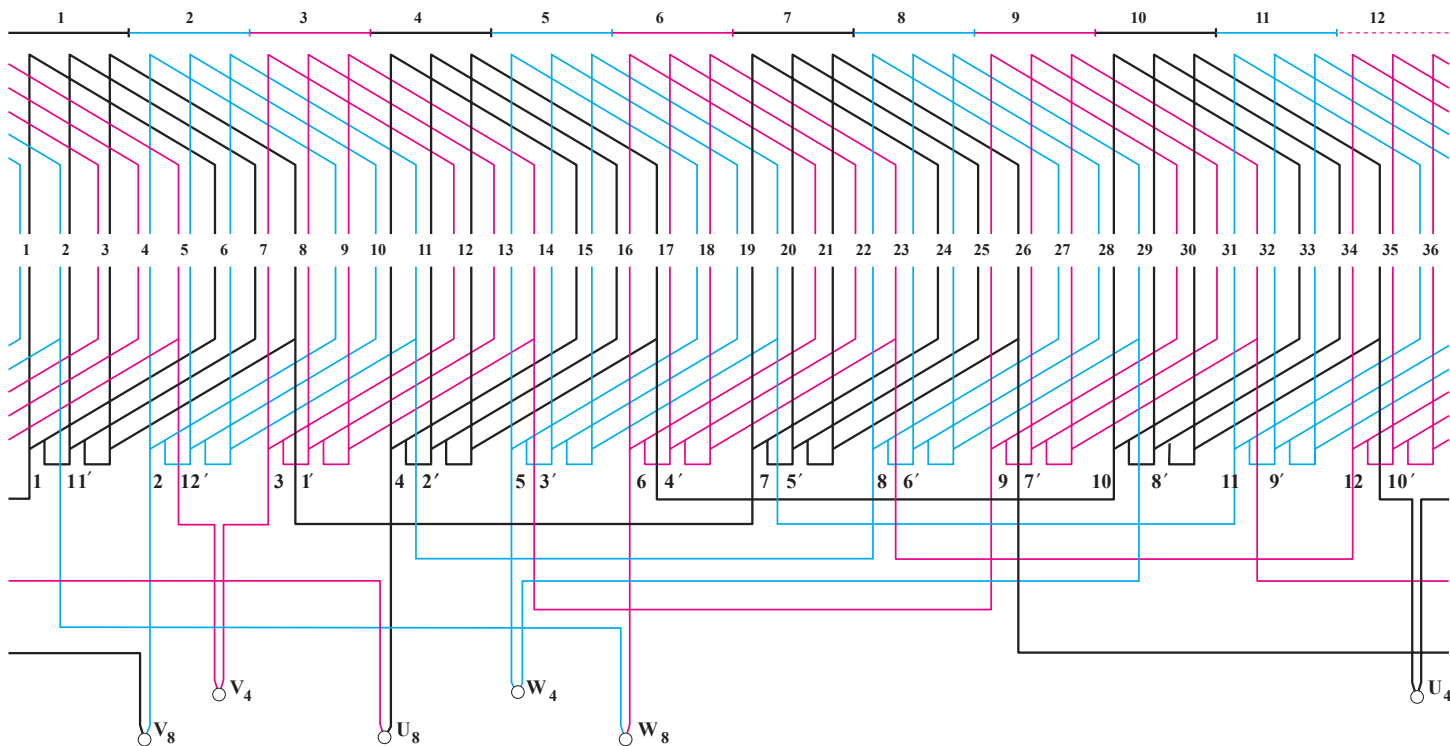 1 2 3 4 5 6 7 8 9 10 11 12
1 2 3 4 5 6 7 8 9 10 11 12 13 14 15 16 17 18 19 20 21 22 23 24 25 26 27 28 29 30 31 32 33 34 35 36
1 11′ 2 12′ 3 1′ 4 2′ 5 3′ 6 4′ 7 5′ 8 6′ 9 7′ 10 8′ 11 9′ 12 10′
V4 W4 U4
V8 U8 W8